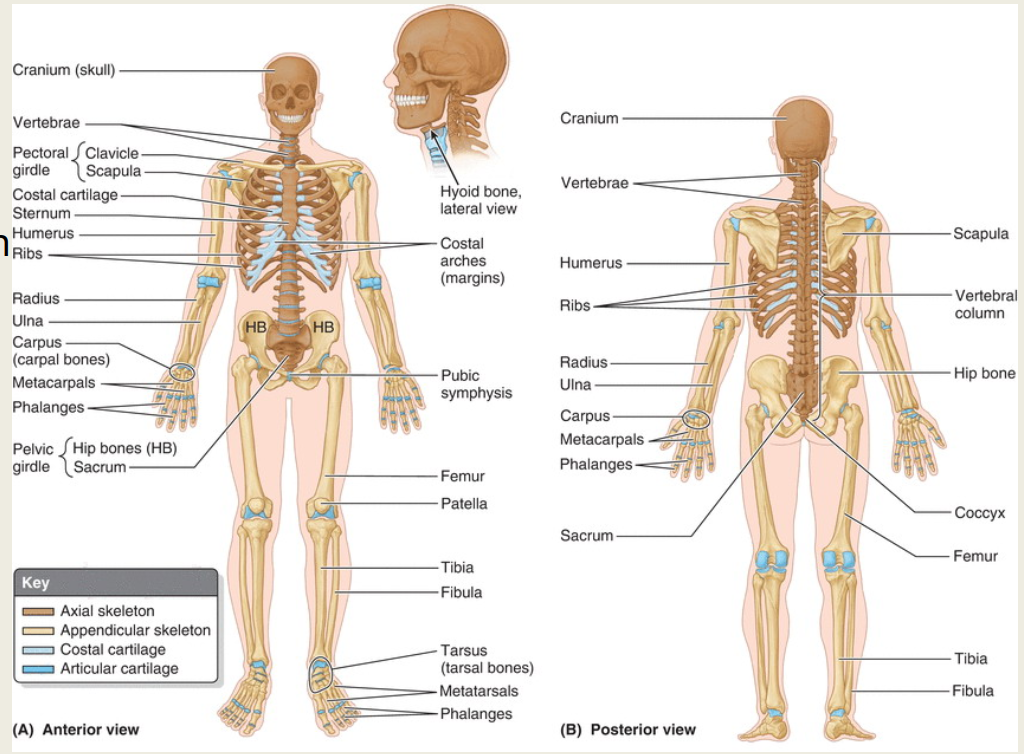 Cranium (skull)
Vertebrae
Pectoral girdle
Clavicle
Scapula
Costal cartilage
Sternum
Humerus
n
Ribs
Radius
Ulna
Carpus
(carpal bones)
Metacarpals
Phalanges
Pelvic girdle
Hip bones (HB)
Sacrum
HB HB
Hyoid bone,
lateral view
Costal
arches
(margins)
Pubic
symphysis
Femur
Patella
Tibia
Fibula
Tarsus
(tarsal bones)
Metatarsals
Phalanges
Key
Axial skeleton
Appendicular skeleton
Costal cartilage
Articular cartilage
(A) Anterior view
Cranium
Vertebrae
Humerus
Ribs
Radius
Ulna
Carpus
Metacarpals
Phalanges
Sacrum
Scapula
Vertebral
column
Hip bone
Coccyx
Femur
Tibia
Fibula
(B) Posterior view